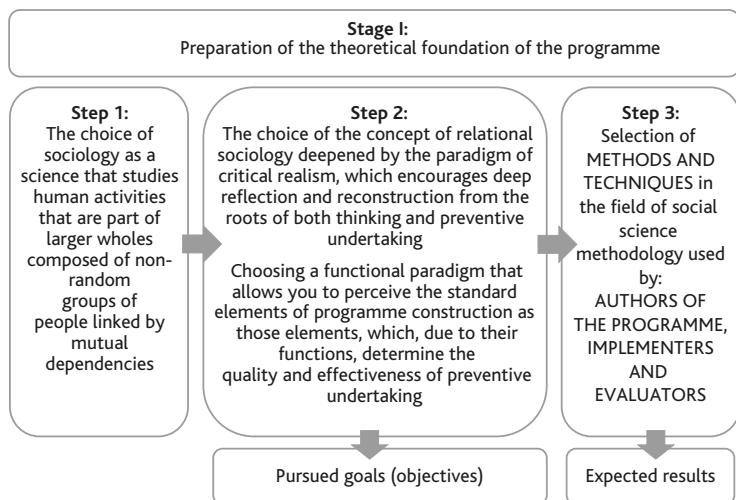 Stage I:
Preparation of the theoretical foundation of the programme
Step 1:
The choice of
sociology as a
science that studies
human activities
that are part of
larger wholes
composed of non-
random
groups of
people linked by
mutual
dependencies
Step 2:
The choice of the concept of relational
sociology deepened by the paradigm of
critical realism, which encourages deep
reflection and reconstruction from the
roots of both thinking and preventive
undertaking
Choosing a functional paradigm that
allows you to perceive the standard
elements of programme construction as
those elements, which, due to their
functions, determine the
quality and effectiveness of preventive
undertaking
Step 3:
Selection of
METHODS AND
TECHNIQUES in
the field of social
science
methodology used
by:
AUTHORS OF
THE PROGRAMME,
IMPLEMENTERS
AND
EVALUATORS
Pursued goals (objectives)
Expected results